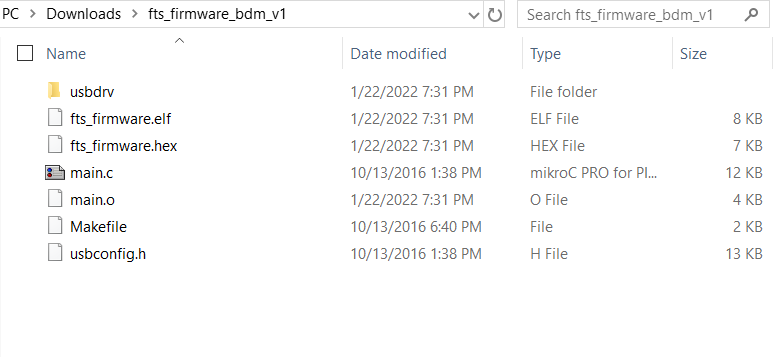 PC > Downloads > fts_firmware_bdm_v1 Search fts_firmware_bdm_v1
Name Date modified Type Size
usbdrv 1/22/2022 7:31 PM File folder
fts_firmware.elf 1/22/2022 7:31 PM ELF File 8 KB
fts_firmware.hex 1/22/2022 7:31 PM HEX File 7 KB
main.c 10/13/2016 1:38 PM mikroC PRO for PI... 12 KB
main.o 1/22/2022 7:31 PM O File 4 KB
Makefile 10/13/2016 6:40 PM File 2 KB
usbconfig.h 10/13/2016 1:38 PM H File 13 KB